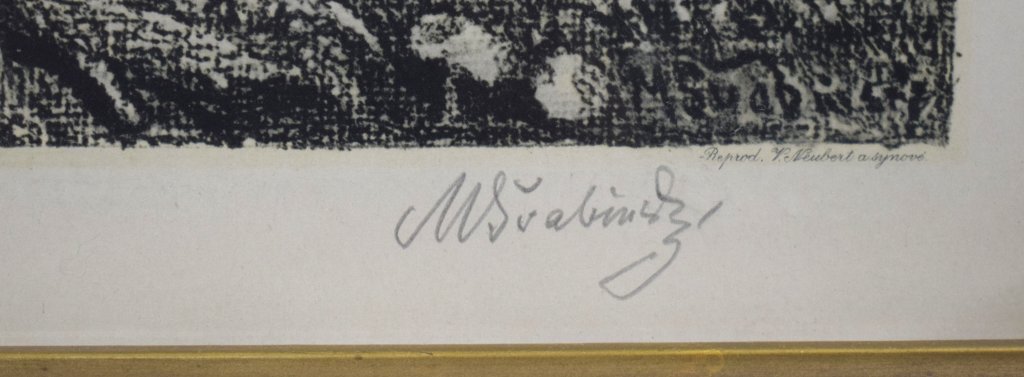 Reprod. V. Neubert a synové
MŠvabinský